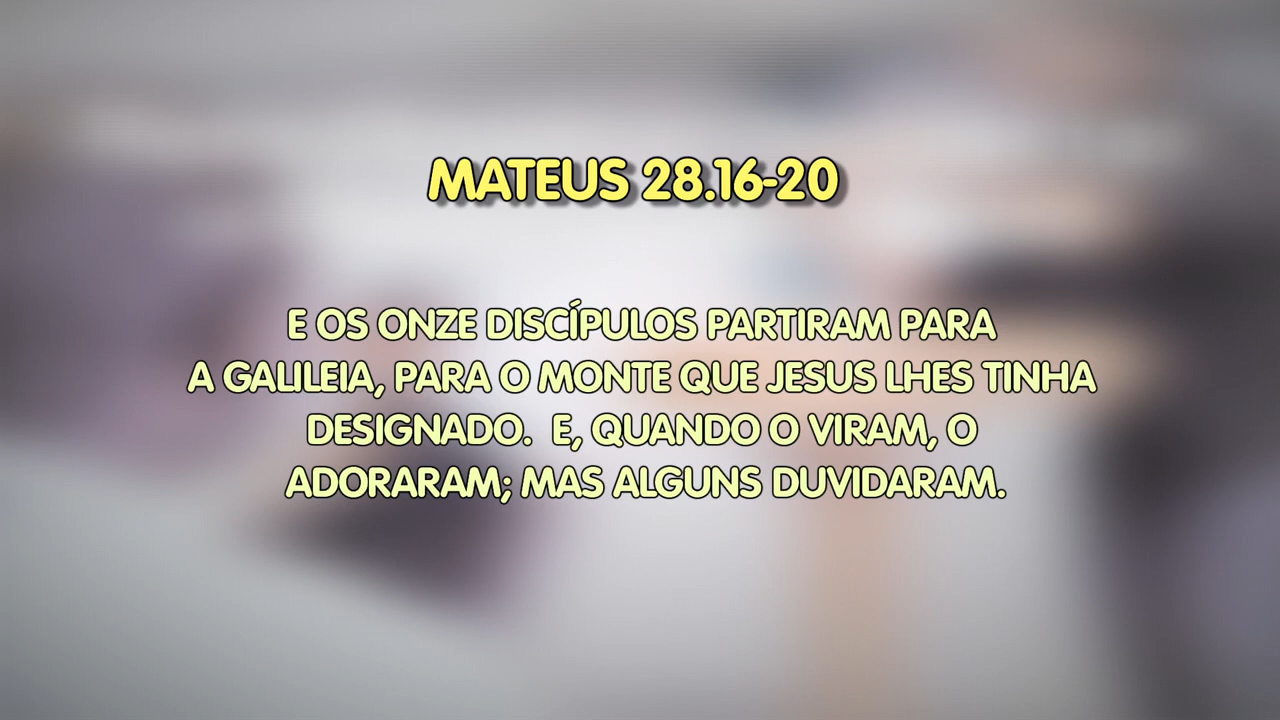 MATEUS 28.16-20
E OS ONZE DISCÍPULOS PARTIRAM PARA
A GALILEIA, PARA O MONTE QUE JESUS LHES TINHA
DESIGNADO. E, QUANDO O VIRAM, O
ADORARAM; MAS ALGUNS DUVIDARAM.